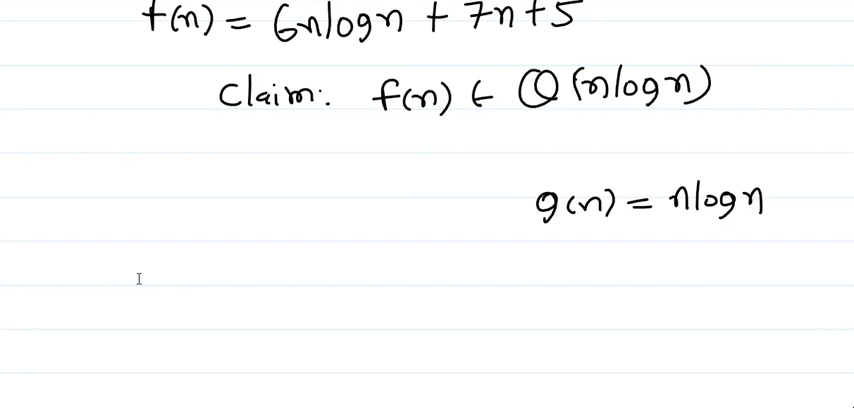 f(n) = 6nlogn + 7n+5
Claim: f(n) ∈ Θ(nlogn)
g(n) = nlogn